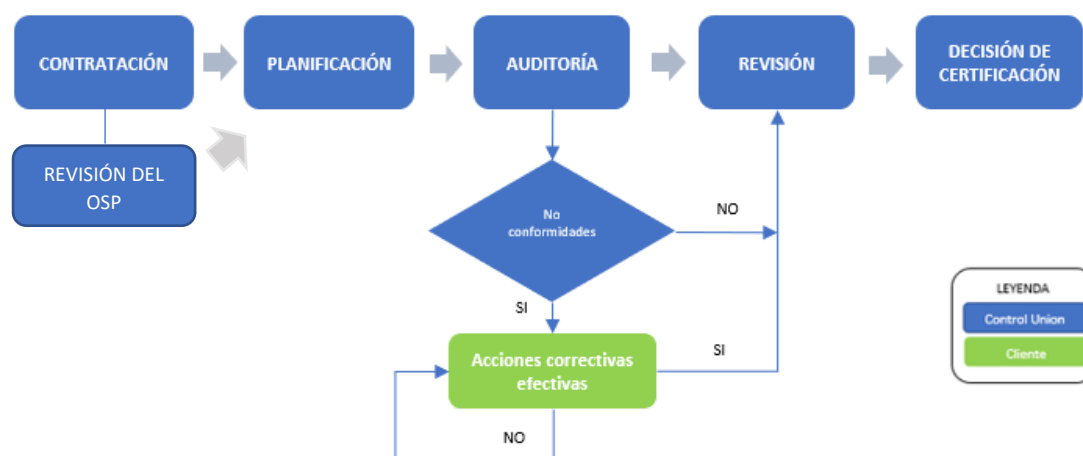 CONTRATACIÓN
PLANIFICACIÓN
AUDITORÍA
REVISIÓN
DECISIÓN DE
CERTIFICACIÓN
REVISIÓN DEL
OSP
No
conformidades
NO
SI
LEYENDA
Control Union
Cliente
Acciones correctivas
efectivas
SI
NO